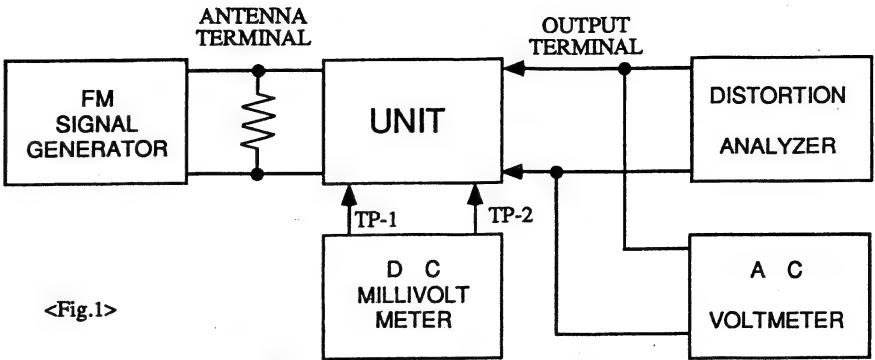 ANTENNA
TERMINAL
OUTPUT
TERMINAL
FM
SIGNAL
GENERATOR
UNIT
DISTORTION
ANALYZER
TP-1
TP-2
D C
MILLIVOLT
METER
A C
VOLTMETER
<Fig.1>